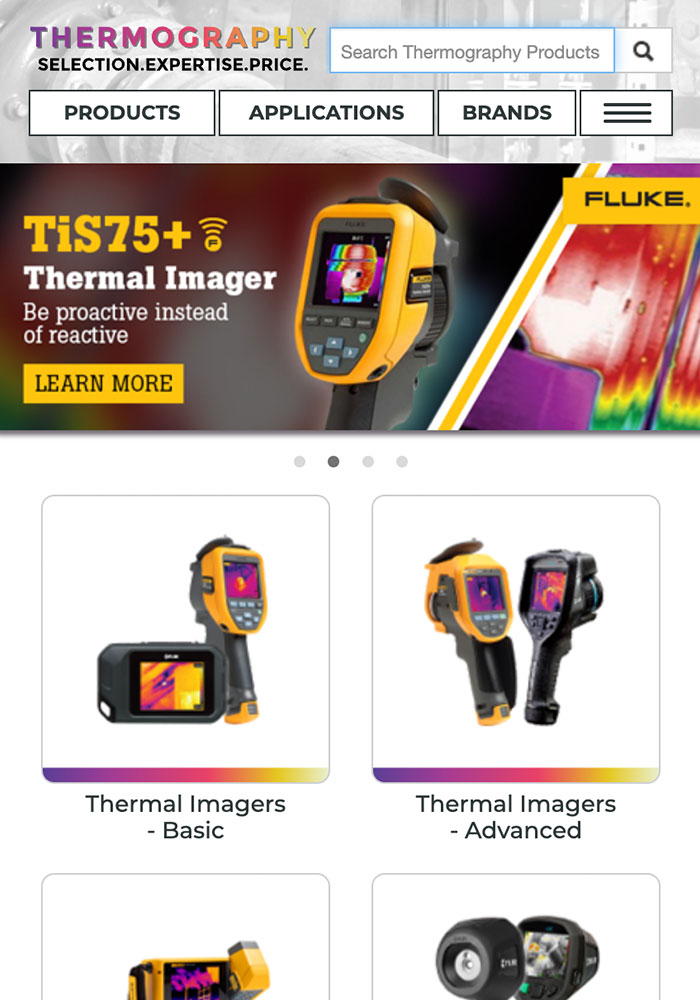 THERMOGRAPHY
SELECTION.EXPERTISE.PRICE.
Search Thermography Products
PRODUCTS
APPLICATIONS
BRANDS
TiS75+
Thermal Imager
Be proactive instead
of reactive
LEARN MORE
FLUKE®
Thermal Imagers
- Basic
Thermal Imagers
- Advanced